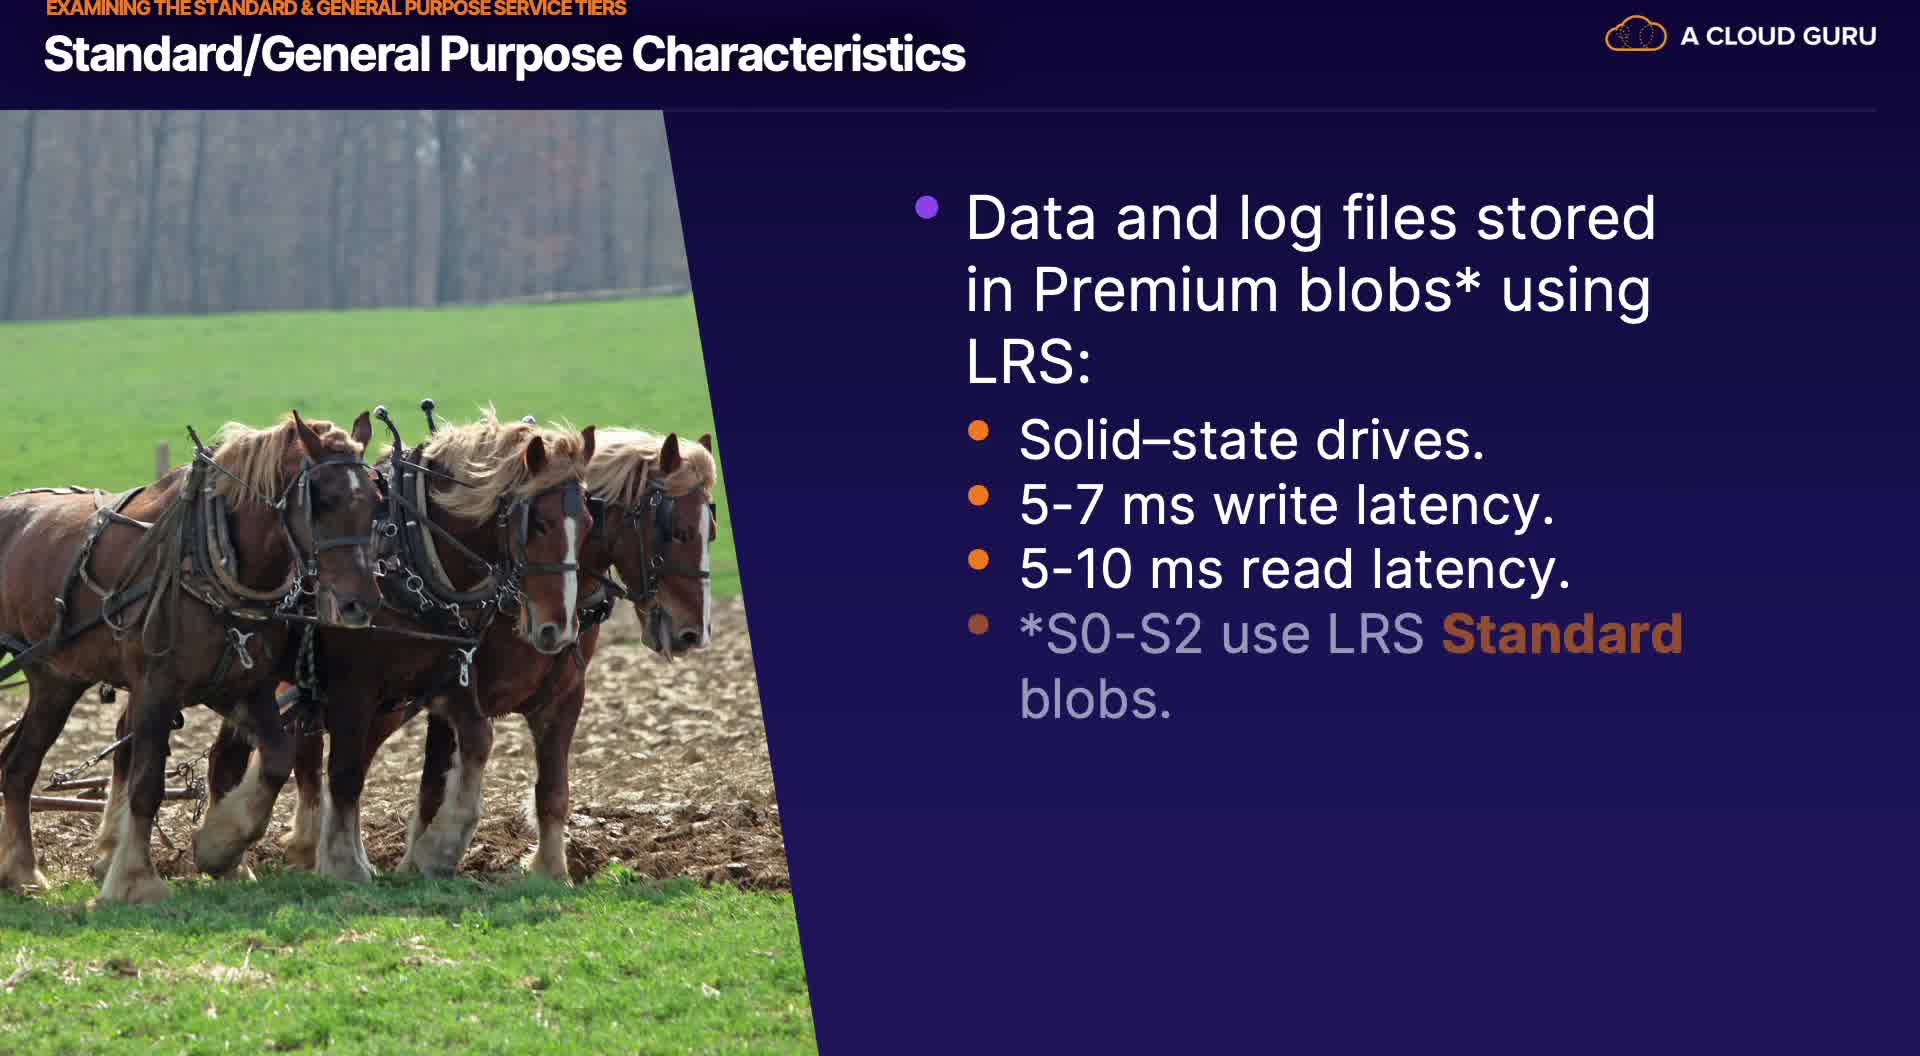 EXAMINING THE STANDARD & GENERAL PURPOSE SERVICE TIERS
Standard/General Purpose Characteristics
A CLOUD GURU
Data and log files stored
in Premium blobs* using
LRS:
Solid–state drives.
5-7 ms write latency.
5-10 ms read latency.
*S0-S2 use LRS Standard
blobs.